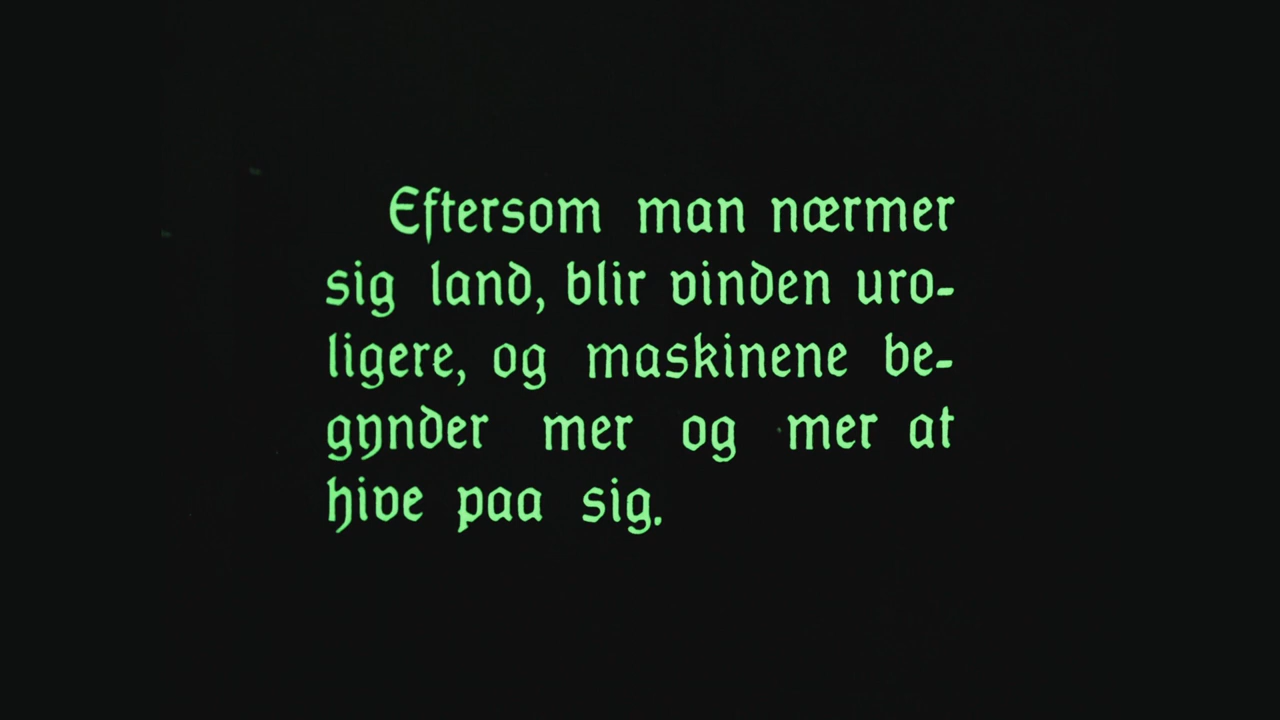 Eftersom man nærmer
sig land, blir vinden uro-
ligere, og maskinene be-
gynder mer og mer at
hive paa sig.